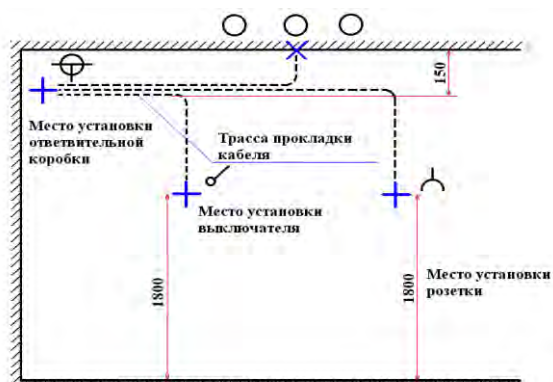 150
Место установки
ответвительной
коробки
Трасса прокладки
кабеля
Место установки
выключателя
1800
1800
Место установки
розетки